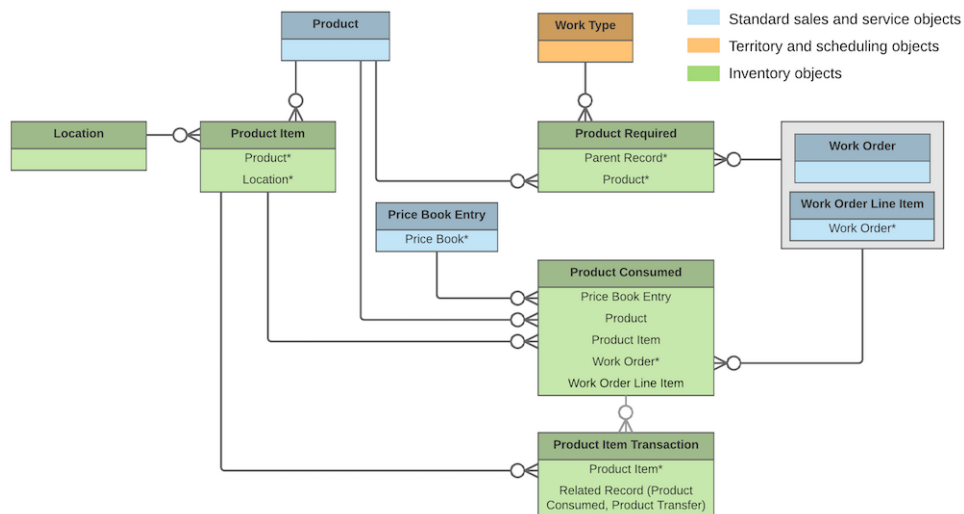 Product
Work Type
Standard sales and service objects
Territory and scheduling objects
Inventory objects
Location
Product Item
Product*
Location*
Product Required
Parent Record*
Product*
Work Order
Work Order Line Item
Work Order*
Price Book Entry
Price Book*
Product Consumed
Price Book Entry
Product
Product Item
Work Order*
Work Order Line Item
Product Item Transaction
Product Item*
Related Record (Product
Consumed, Product Transfer)